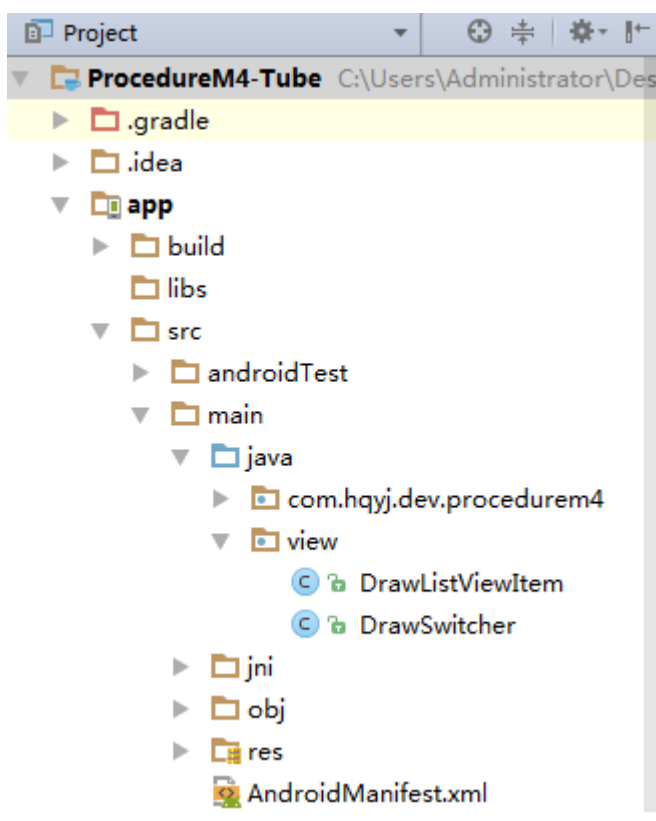 Project
ProcedureM4-Tube C:\Users\Administrator\Des
.gradle
.idea
app
build
libs
src
androidTest
main
java
com.hqyj.dev.procedurem4
view
C DrawListViewItem
C DrawSwitcher
jni
obj
res
AndroidManifest.xml